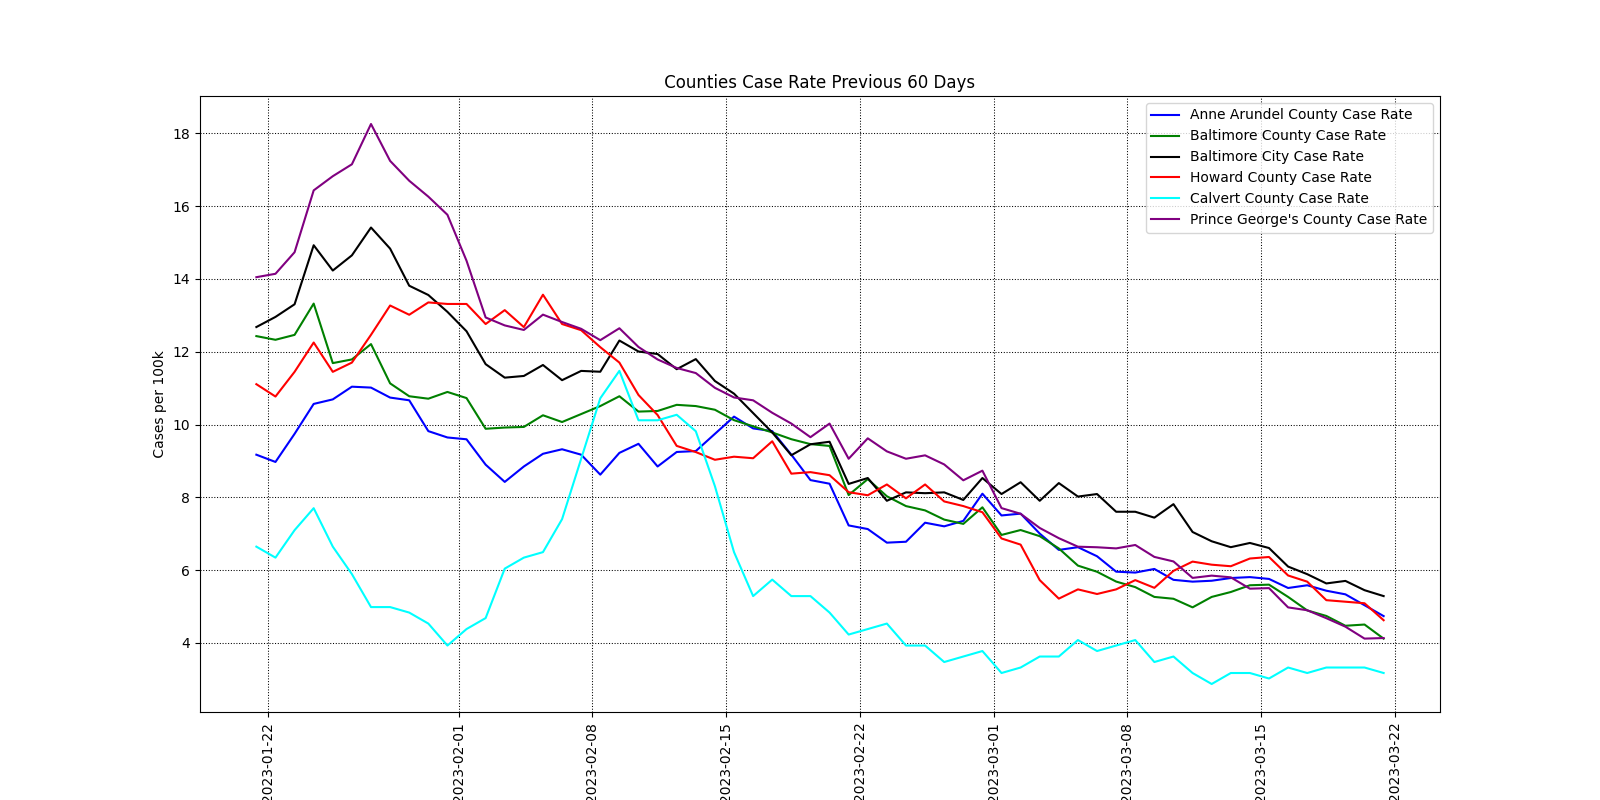 Counties Case Rate Previous 60 Days
Cases per 100k
18
16
14
12
10
8
6
4
Anne Arundel County Case Rate
Baltimore County Case Rate
Baltimore City Case Rate
Howard County Case Rate
Calvert County Case Rate
Prince George's County Case Rate
2023-01-22
2023-02-01
2023-02-08
2023-02-15
2023-02-22
2023-03-01
2023-03-08
2023-03-15
2023-03-22